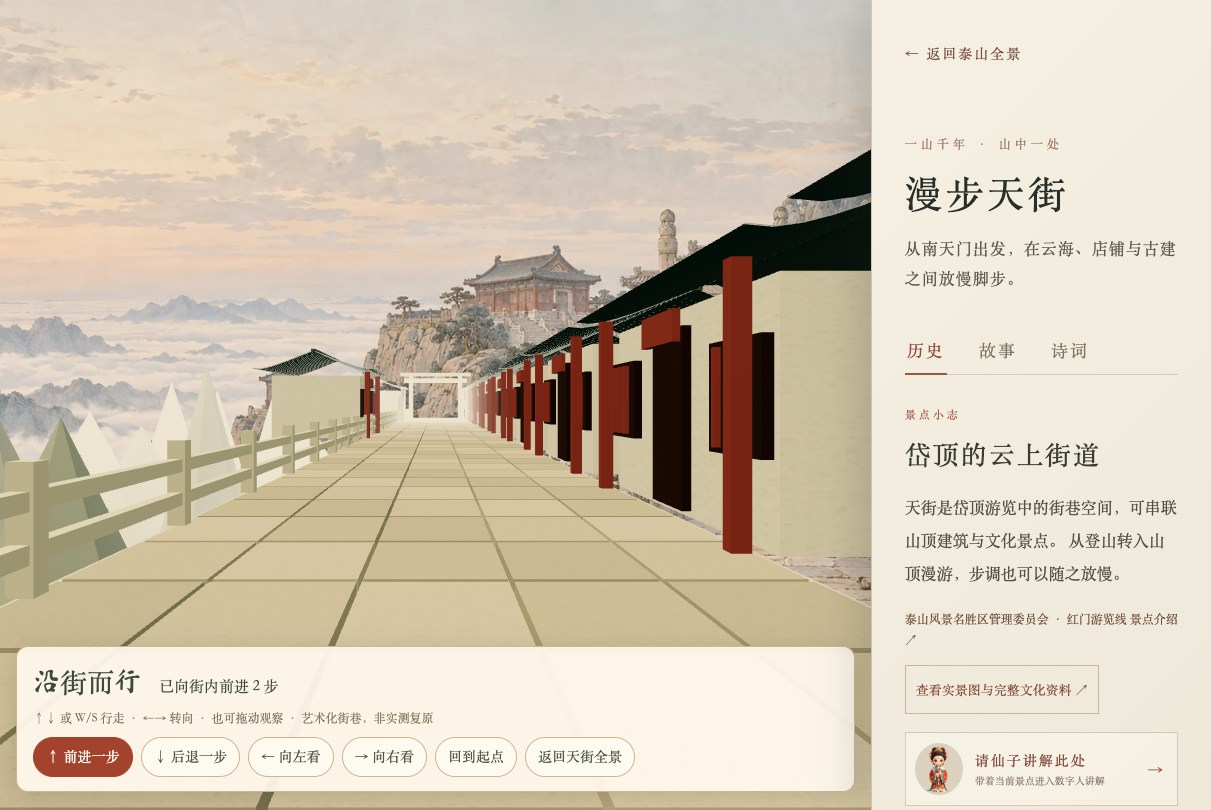 ← 返回泰山全景
一山千年 · 山中一处
漫步天街
从南天门出发，在云海、店铺与古建
之间放慢脚步。
历史 故事 诗词
景点小志
岱顶的云上街道
天街是岱顶游览中的街巷空间，可串联
山顶建筑与文化景点。从登山转入山
顶漫游，步调也可以随之放慢。
泰山风景名胜区管理委员会 · 红门游览线 景点介绍
↗
查看实景图与完整文化资料 ↗
请仙子讲解此处 →
带着当前景点进入数字人讲解
沿街而行 已向街内前进 2 步
↑↓ 或 W/S 行走 · ←→ 转向 · 也可拖动观察 · 艺术化街巷，非实测复原
↑ 前进一步 ↓ 后退一步 ← 向左看 → 向右看 回到起点 返回天街全景